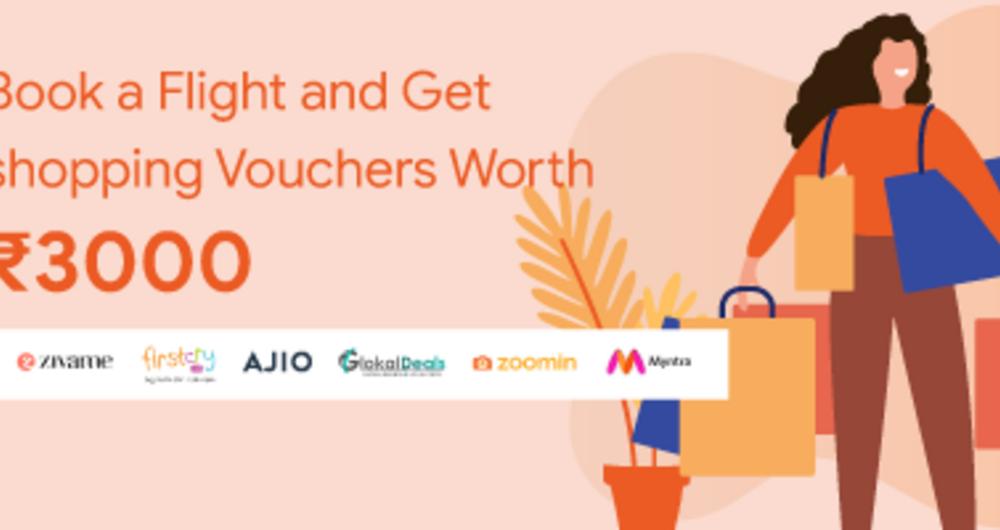 Book a Flight and Get
shopping Vouchers Worth
₹3000
zivame firstcry AJIO GlokalDeals zoomin Myntra